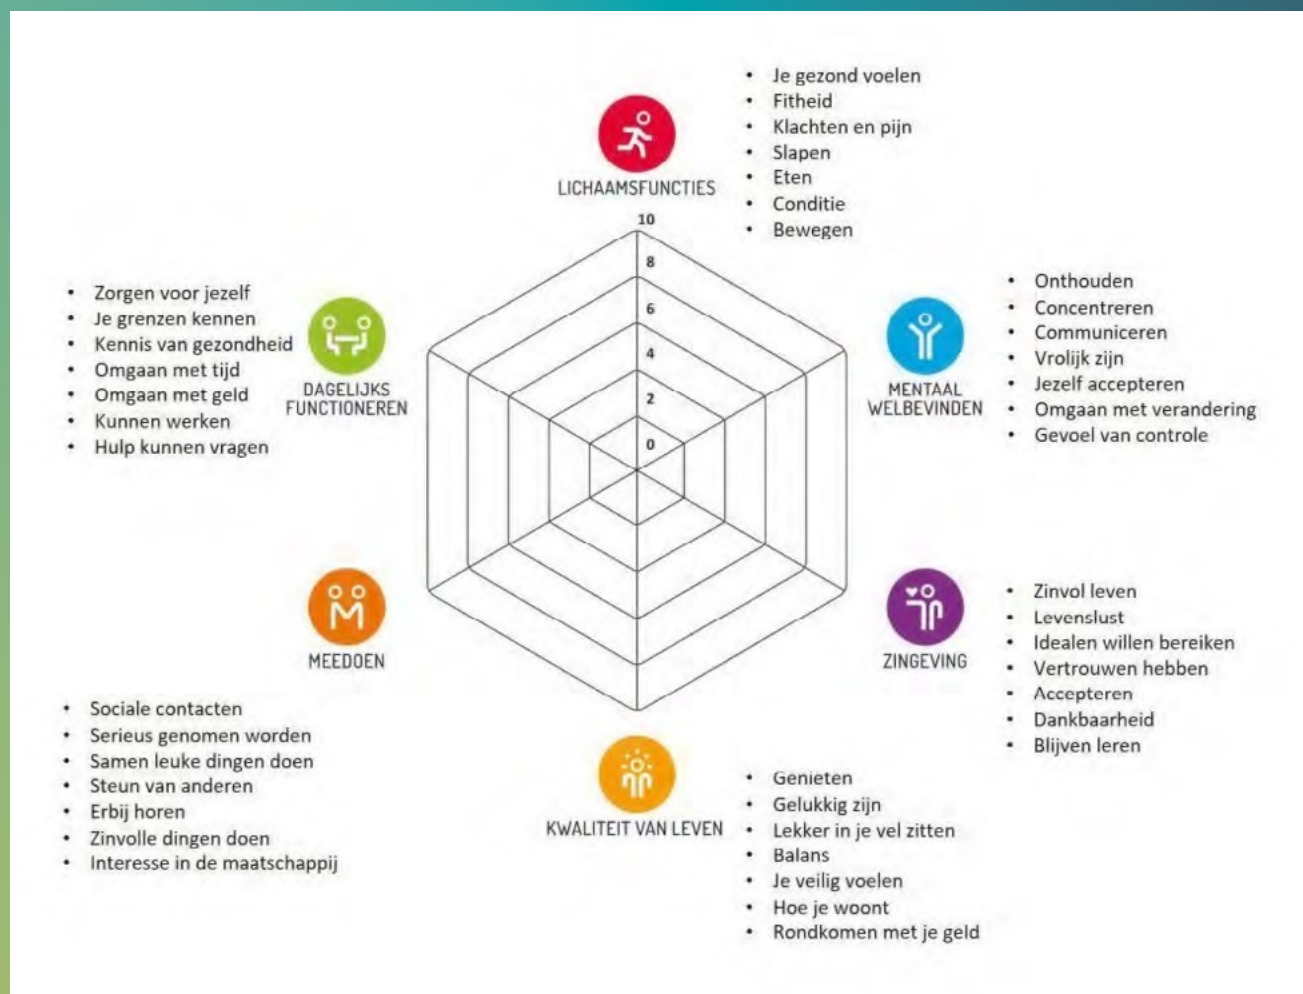 LICHAAMSFUNCTIES
• Je gezond voelen
• Fitheid
• Klachten en pijn
• Slapen
• Eten
• Conditie
• Bewegen
10
8
6
4
2
0
MENTAAL
WELBEVINDEN
• Onthouden
• Concentreren
• Communiceren
• Vrolijk zijn
• Jezelf accepteren
• Omgaan met verandering
• Gevoel van controle
ZINGEVING
• Zinvol leven
• Levenslust
• Idealen willen bereiken
• Vertrouwen hebben
• Accepteren
• Dankbaarheid
• Blijven leren
KWALITEIT VAN LEVEN
• Genieten
• Gelukkig zijn
• Lekker in je vel zitten
• Balans
• Je veilig voelen
• Hoe je woont
• Rondkomen met je geld
MEEDOEN
• Sociale contacten
• Serieus genomen worden
• Samen leuke dingen doen
• Steun van anderen
• Erbij horen
• Zinvolle dingen doen
• Interesse in de maatschappij
DAGELIJKS
FUNCTIONEREN
• Zorgen voor jezelf
• Je grenzen kennen
• Kennis van gezondheid
• Omgaan met tijd
• Omgaan met geld
• Kunnen werken
• Hulp kunnen vragen